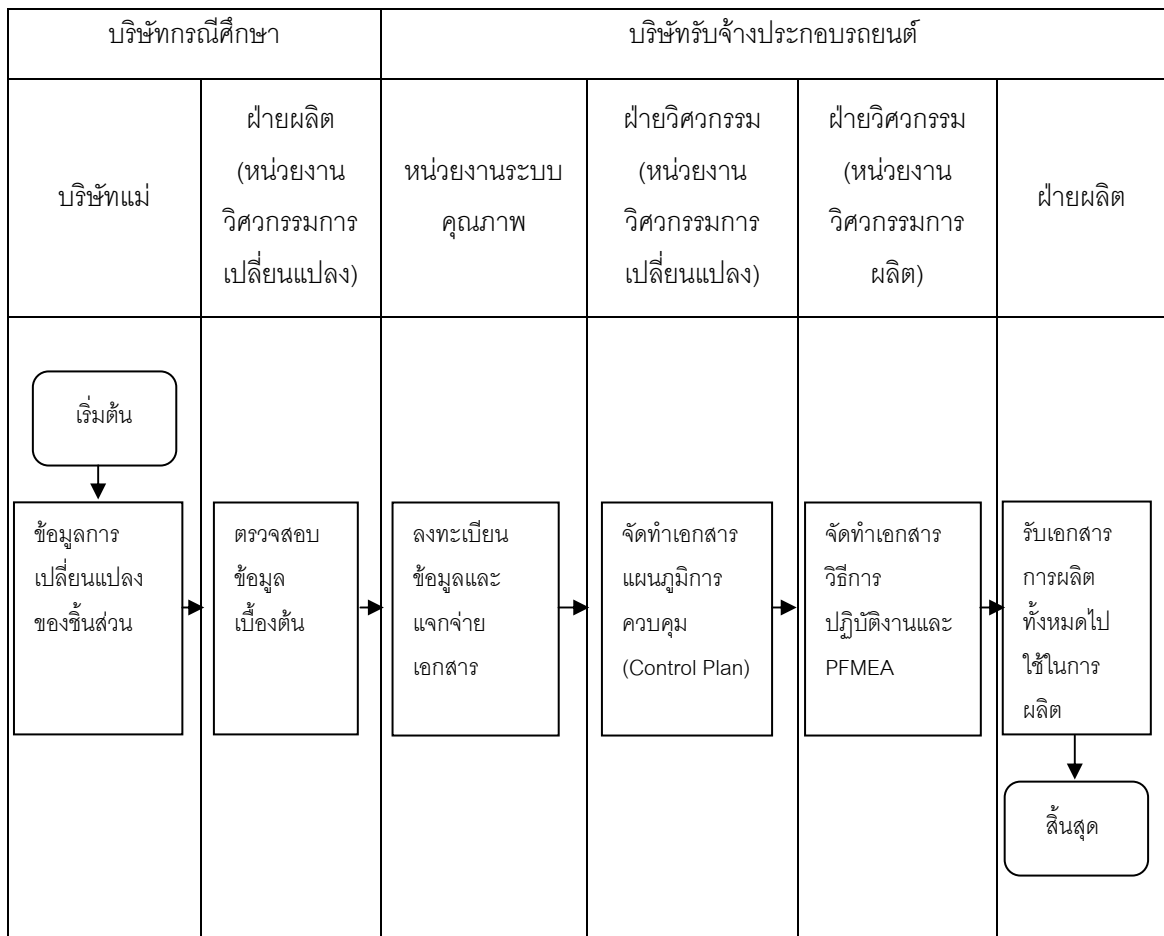 บริษัทกรณีศึกษา
บริษัทรับจ้างประกอบรถยนต์
บริษัทแม่
ฝ่ายผลิต
(หน่วยงาน
วิศวกรรมการ
เปลี่ยนแปลง)
หน่วยงานระบบ
คุณภาพ
ฝ่ายวิศวกรรม
(หน่วยงาน
วิศวกรรมการ
เปลี่ยนแปลง)
ฝ่ายวิศวกรรม
(หน่วยงาน
วิศวกรรมการ
ผลิต)
ฝ่ายผลิต
เริ่มต้น
ข้อมูลการ
เปลี่ยนแปลง
ของชิ้นส่วน
ตรวจสอบ
ข้อมูล
เบื้องต้น
ลงทะเบียน
ข้อมูลและ
แจกจ่าย
เอกสาร
จัดทำเอกสาร
แผนภูมิการ
ควบคุม
(Control Plan)
จัดทำเอกสาร
วิธีการ
ปฏิบัติงานและ
PFMEA
รับเอกสาร
การผลิต
ทั้งหมดไป
ใช้ในการ
ผลิต
สิ้นสุด